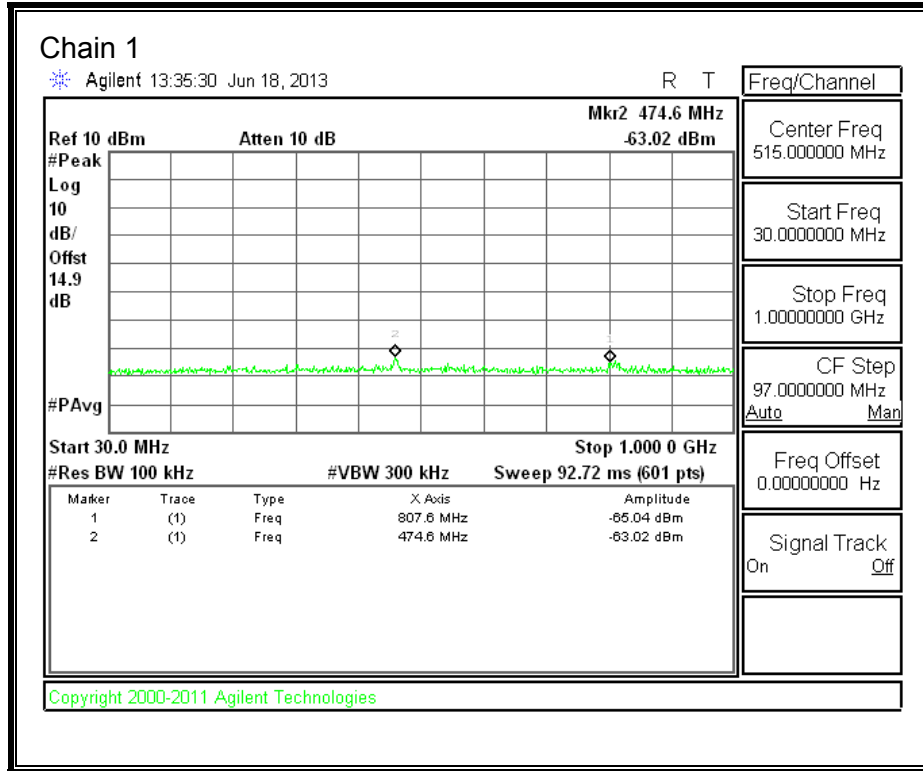 Chain 1
Agilent 13:35:30 Jun 18, 2013 R T
Mkr2 474.6 MHz
Ref 10 dBm Atten 10 dB -63.02 dBm
#Peak
Log
10
dB/
Offst
14.9
dB
2
1
#PAvg
Start 30.0 MHz Stop 1.000 0 GHz
#Res BW 100 kHz #VBW 300 kHz Sweep 92.72 ms (601 pts)
Marker Trace Type X Axis Amplitude
1 (1) Freq 807.6 MHz -65.04 dBm
2 (1) Freq 474.6 MHz -63.02 dBm
Freq/Channel
Center Freq
515.000000 MHz
Start Freq
30.0000000 MHz
Stop Freq
1.00000000 GHz
CF Step
97.0000000 MHz
Auto Man
Freq Offset
0.00000000 Hz
Signal Track
On Off
Copyright 2000-2011 Agilent Technologies